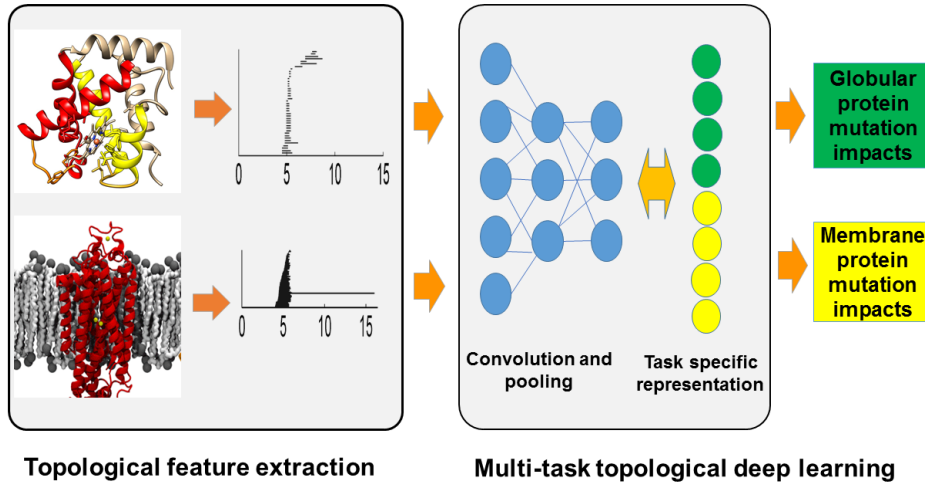 0 5 10 15
0 5 10 15
Convolution and
pooling
Task specific
representation
Globular
protein
mutation
impacts
Membrane
protein
mutation
impacts
Topological feature extraction
Multi-task topological deep learning